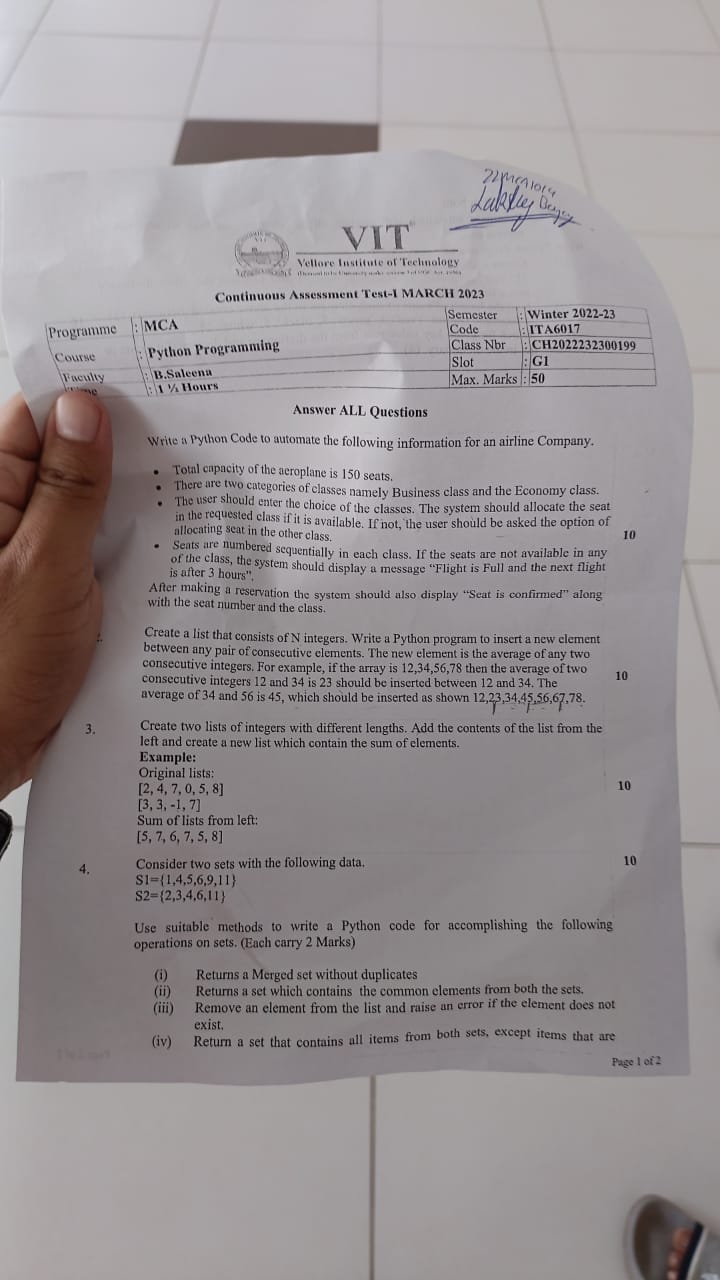 22MCA1014
VIT
Vellore Institute of Technology
Continuous Assessment Test-I MARCH 2023
Programme : MCA
Semester : Winter 2022-23
Code : ITA6017
Course : Python Programming
Class Nbr : CH2022232300199
Faculty : B.Saleena
Slot : G1
: 1 ½ Hours
Max. Marks : 50
Answer ALL Questions
Write a Python Code to automate the following information for an airline Company.
• Total capacity of the aeroplane is 150 seats.
• There are two categories of classes namely Business class and the Economy class.
• The user should enter the choice of the classes. The system should allocate the seat
in the requested class if it is available. If not, the user should be asked the option of
allocating seat in the other class. 10
• Seats are numbered sequentially in each class. If the seats are not available in any
of the class, the system should display a message “Flight is Full and the next flight
is after 3 hours”.
After making a reservation the system should also display “Seat is confirmed” along
with the seat number and the class.
2. Create a list that consists of N integers. Write a Python program to insert a new element
between any pair of consecutive elements. The new element is the average of any two
consecutive integers. For example, if the array is 12,34,56,78 then the average of two
consecutive integers 12 and 34 is 23 should be inserted between 12 and 34. The 10
average of 34 and 56 is 45, which should be inserted as shown 12,23,34,45,56,67,78.
3. Create two lists of integers with different lengths. Add the contents of the list from the
left and create a new list which contain the sum of elements.
Example:
Original lists:
[2, 4, 7, 0, 5, 8] 10
[3, 3, -1, 7]
Sum of lists from left:
[5, 7, 6, 7, 5, 8]
4. Consider two sets with the following data. 10
S1={1,4,5,6,9,11}
S2={2,3,4,6,11}
Use suitable methods to write a Python code for accomplishing the following
operations on sets. (Each carry 2 Marks)
(i) Returns a Merged set without duplicates
(ii) Returns a set which contains the common elements from both the sets.
(iii) Remove an element from the list and raise an error if the element does not
exist.
(iv) Return a set that contains all items from both sets, except items that are
Page 1 of 2